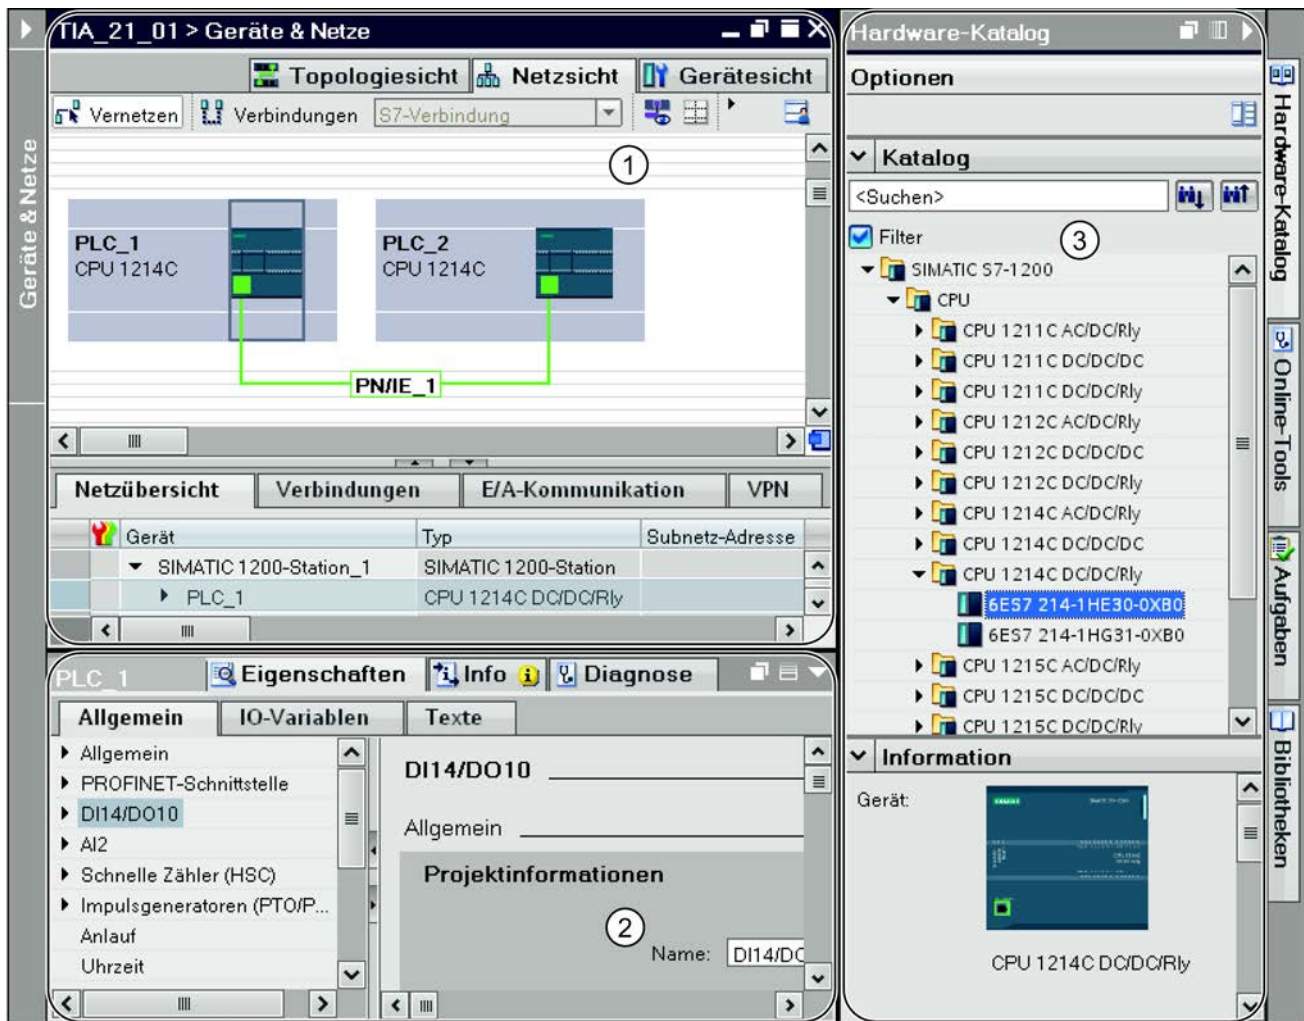 TIA_21_01 > Geräte & Netze
Topologiesicht Netzsicht Gerätesicht
Vernetzen Verbindungen S7-Verbindung
Geräte & Netze
1
PLC_1
CPU 1214C
PLC_2
CPU 1214C
PN/IE_1
Netzübersicht Verbindungen E/A-Kommunikation VPN
Gerät Typ Subnetz-Adresse
SIMATIC 1200-Station_1 SIMATIC 1200-Station
PLC_1 CPU 1214C DC/DC/Rly
PLC_1 Eigenschaften Info Diagnose
Allgemein IO-Variablen Texte
Allgemein
PROFINET-Schnittstelle
DI14/DO10
AI2
Schnelle Zähler (HSC)
Impulsgeneratoren (PTO/P...
Anlauf
Uhrzeit
DI14/DO10
Allgemein
Projektinformationen
2
Name: DI14/DO
Hardware-Katalog
Optionen
Katalog
<Suchen>
Filter
3
SIMATIC S7-1200
CPU
CPU 1211C AC/DC/Rly
CPU 1211C DC/DC/DC
CPU 1211C DC/DC/Rly
CPU 1212C AC/DC/Rly
CPU 1212C DC/DC/DC
CPU 1212C DC/DC/Rly
CPU 1214C AC/DC/Rly
CPU 1214C DC/DC/DC
CPU 1214C DC/DC/Rly
6ES7 214-1HE30-0XB0
6ES7 214-1HG31-0XB0
CPU 1215C AC/DC/Rly
CPU 1215C DC/DC/DC
CPU 1215C DC/DC/Rly
Information
Gerät:
SIEMENS
CPU 1214C DC/DC/Rly
Hardware-Katalog
Online-Tools
Aufgaben
Bibliotheken